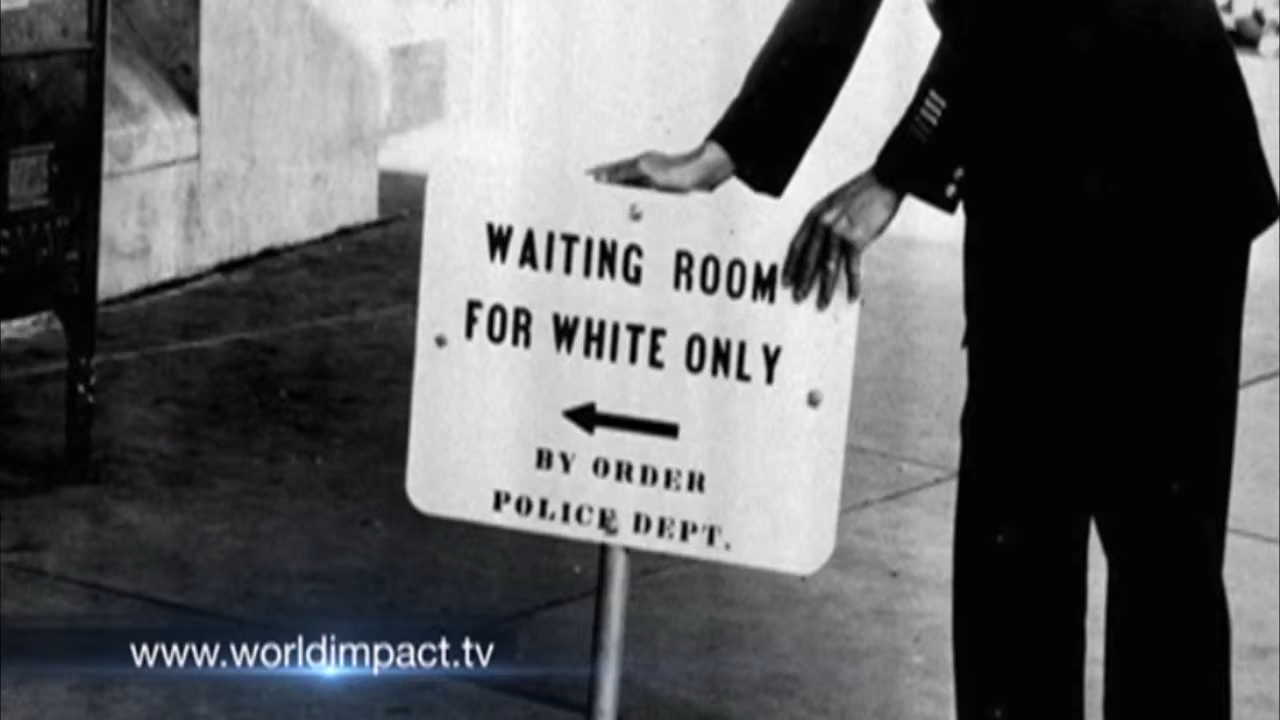 WAITING ROOM
FOR WHITE ONLY
BY ORDER
POLICE DEPT.
www.worldimpact.tv